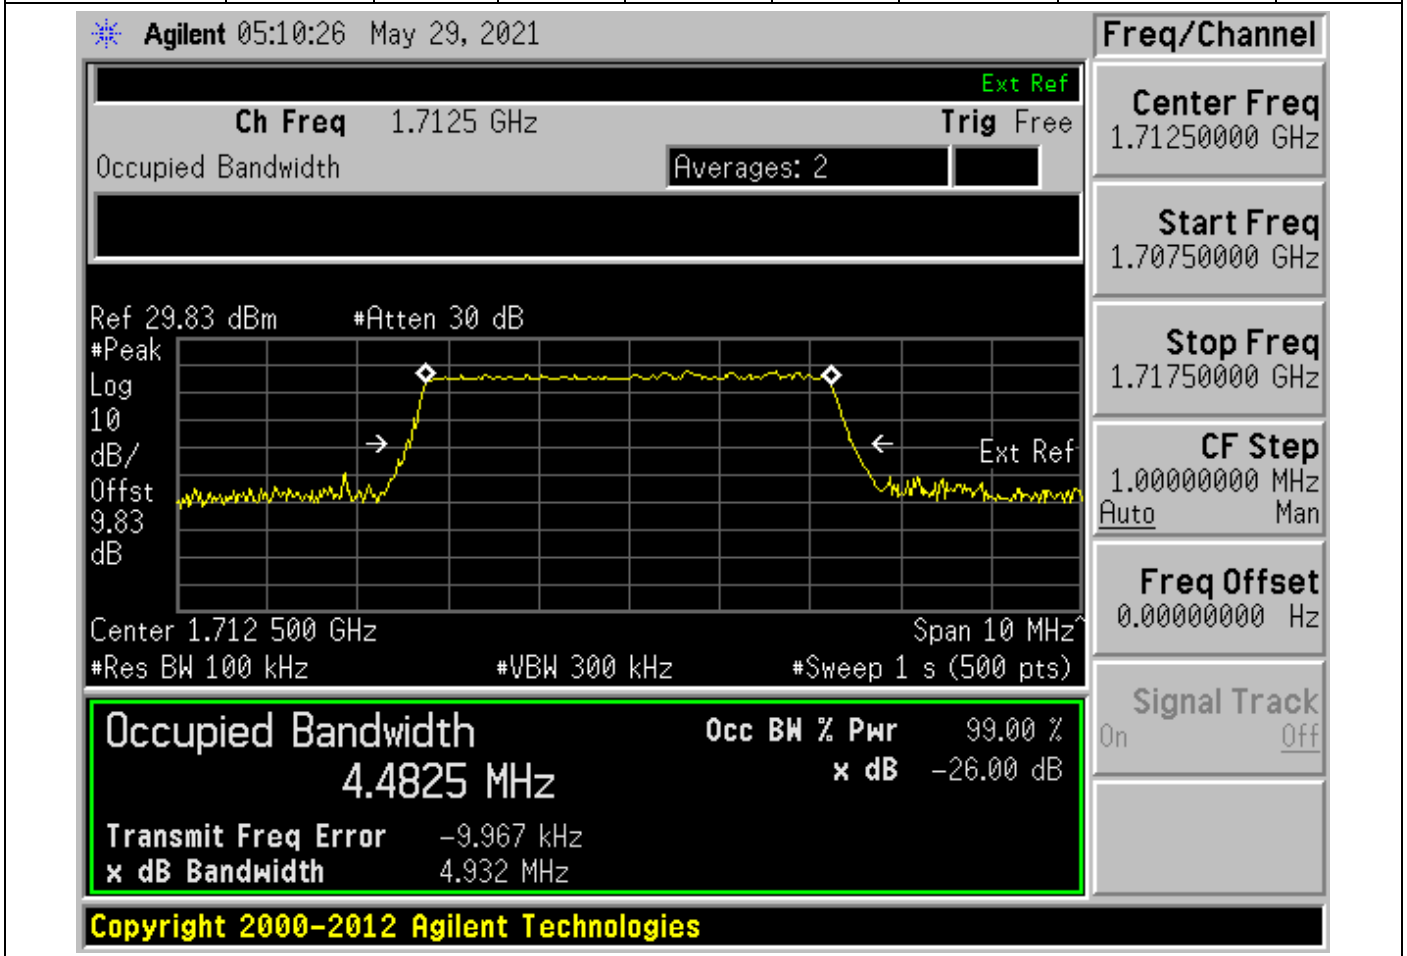 Agilent 05:10:26 May 29, 2021
Freq/Channel
Ext Ref
Ch Freq 1.7125 GHz Trig Free
Occupied Bandwidth Averages: 2
Center Freq
1.71250000 GHz
Start Freq
1.70750000 GHz
Stop Freq
1.71750000 GHz
CF Step
1.00000000 MHz
Auto Man
Freq Offset
0.00000000 Hz
Signal Track
On Off
Ref 29.83 dBm #Atten 30 dB
#Peak
Log
10
dB/
Offst
9.83
dB
Ext Ref
Center 1.712 500 GHz Span 10 MHz^
#Res BW 100 kHz #VBW 300 kHz #Sweep 1 s (500 pts)
Occupied Bandwidth
4.4825 MHz
Occ BW % Pwr 99.00 %
x dB -26.00 dB
Transmit Freq Error -9.967 kHz
x dB Bandwidth 4.932 MHz
Copyright 2000-2012 Agilent Technologies